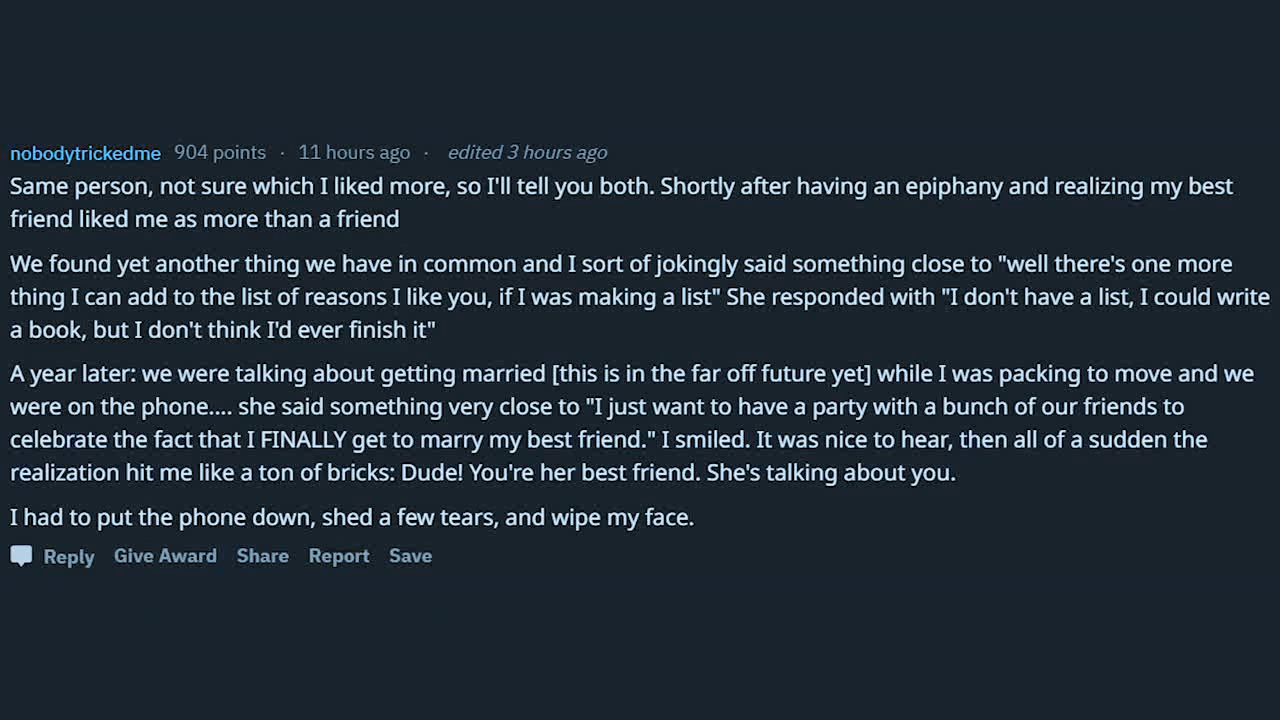 nobodytrickedme 904 points · 11 hours ago · edited 3 hours ago
Same person, not sure which I liked more, so I'll tell you both. Shortly after having an epiphany and realizing my best
friend liked me as more than a friend
We found yet another thing we have in common and I sort of jokingly said something close to "well there's one more
thing I can add to the list of reasons I like you, if I was making a list" She responded with "I don't have a list, I could write
a book, but I don't think I'd ever finish it"
A year later: we were talking about getting married [this is in the far off future yet] while I was packing to move and we
were on the phone.... she said something very close to "I just want to have a party with a bunch of our friends to
celebrate the fact that I FINALLY get to marry my best friend." I smiled. It was nice to hear, then all of a sudden the
realization hit me like a ton of bricks: Dude! You're her best friend. She's talking about you.
I had to put the phone down, shed a few tears, and wipe my face.
Reply Give Award Share Report Save